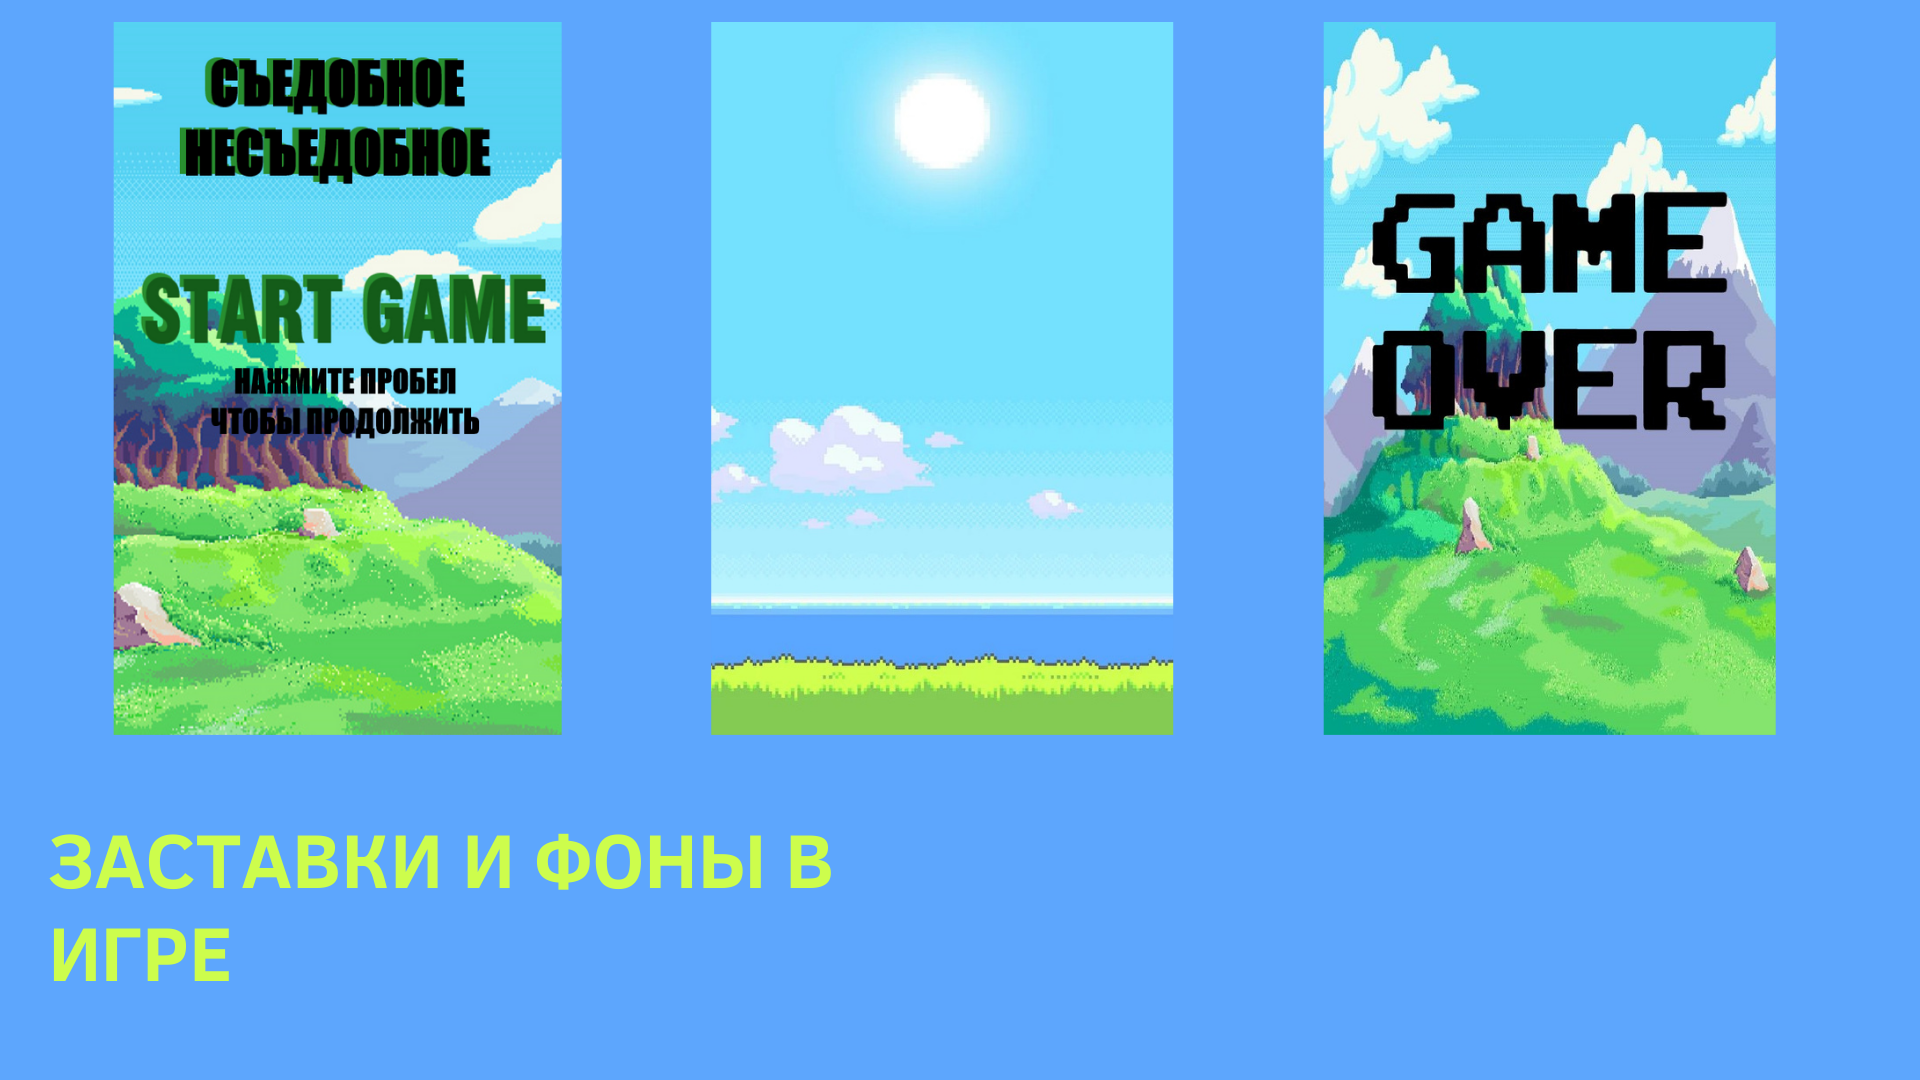 СЪЕДОБНОЕ
НЕСЪЕДОБНОЕ
START GAME
НАЖМИТЕ ПРОБЕЛ
ЧТОБЫ ПРОДОЛЖИТЬ
GAME
OVER
ЗАСТАВКИ И ФОНЫ В
ИГРЕ